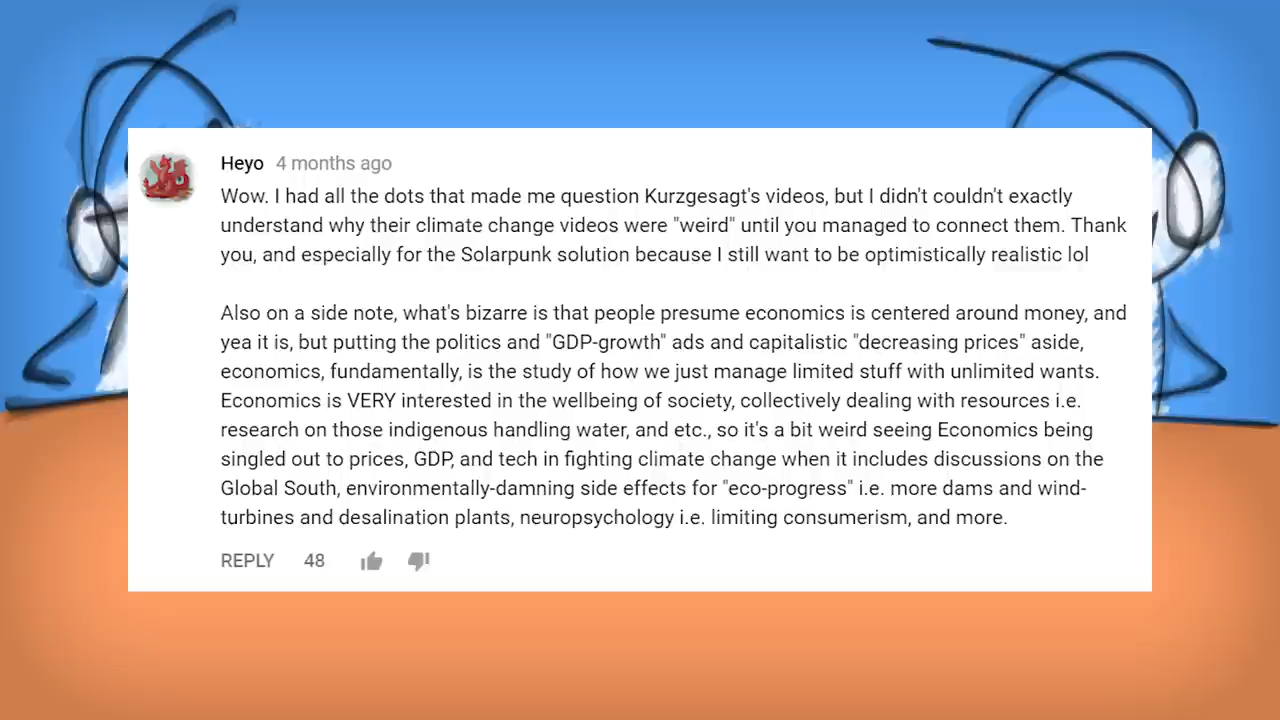 Heyo 4 months ago
Wow. I had all the dots that made me question Kurzgesagt's videos, but I didn't couldn't exactly
understand why their climate change videos were "weird" until you managed to connect them. Thank
you, and especially for the Solarpunk solution because I still want to be optimistically realistic lol
Also on a side note, what's bizarre is that people presume economics is centered around money, and
yea it is, but putting the politics and "GDP-growth" ads and capitalistic "decreasing prices" aside,
economics, fundamentally, is the study of how we just manage limited stuff with unlimited wants.
Economics is VERY interested in the wellbeing of society, collectively dealing with resources i.e.
research on those indigenous handling water, and etc., so it's a bit weird seeing Economics being
singled out to prices, GDP, and tech in fighting climate change when it includes discussions on the
Global South, environmentally-damning side effects for "eco-progress" i.e. more dams and wind-
turbines and desalination plants, neuropsychology i.e. limiting consumerism, and more.
REPLY 48